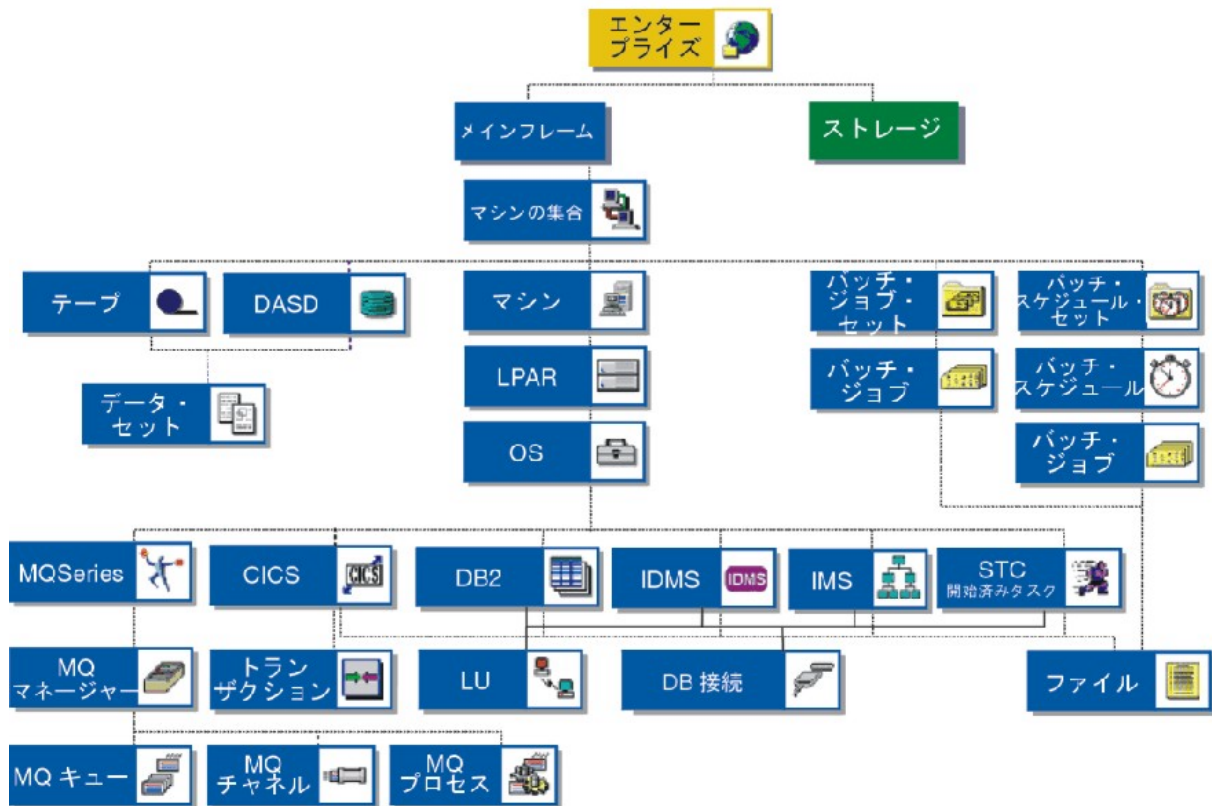 エンター
プライズ
メインフレーム
ストレージ
マシンの集合
テープ
DASD
マシン
バッチ・
ジョブ・
セット
バッチ・
スケジュール・
セット
LPAR
バッチ・
ジョブ
バッチ・
スケジュール
データ・
セット
OS
バッチ・
ジョブ
MQSeries
CICS
CICS
DB2
IDMS
IDMS
IMS
STC
開始済みタスク
MQ
マネージャー
トラン
ザクション
LU
DB 接続
ファイル
MQ キュー
MQ
チャネル
MQ
プロセス